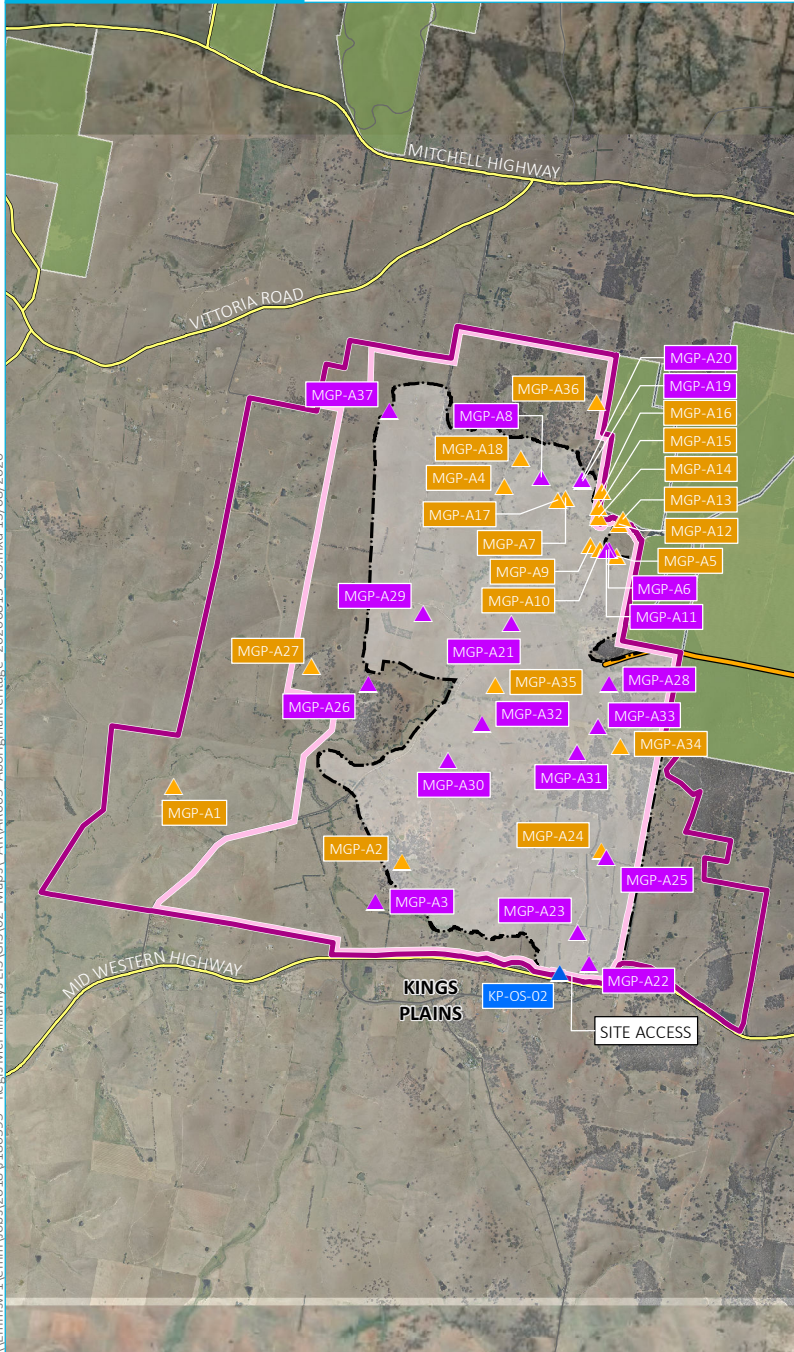 MITCHELL HIGHWAY
VITTORIA ROAD
MGP-A20
MGP-A19
MGP-A37
MGP-A36
MGP-A8
MGP-A16
MGP-A15
MGP-A18
MGP-A14
MGP-A4
MGP-A13
MGP-A17
MGP-A12
MGP-A7
MGP-A5
MGP-A9
MGP-A6
MGP-A10
MGP-A29
MGP-A11
MGP-A27
MGP-A21
MGP-A28
MGP-A35
MGP-A26
MGP-A32
MGP-A33
MGP-A34
MGP-A31
MGP-A30
MGP-A1
MGP-A24
MGP-A2
MGP-A25
MGP-A3
MGP-A23
MID WESTERN HIGHWAY
MGP-A22
KINGS
PLAINS
KP-OS-02
SITE ACCESS